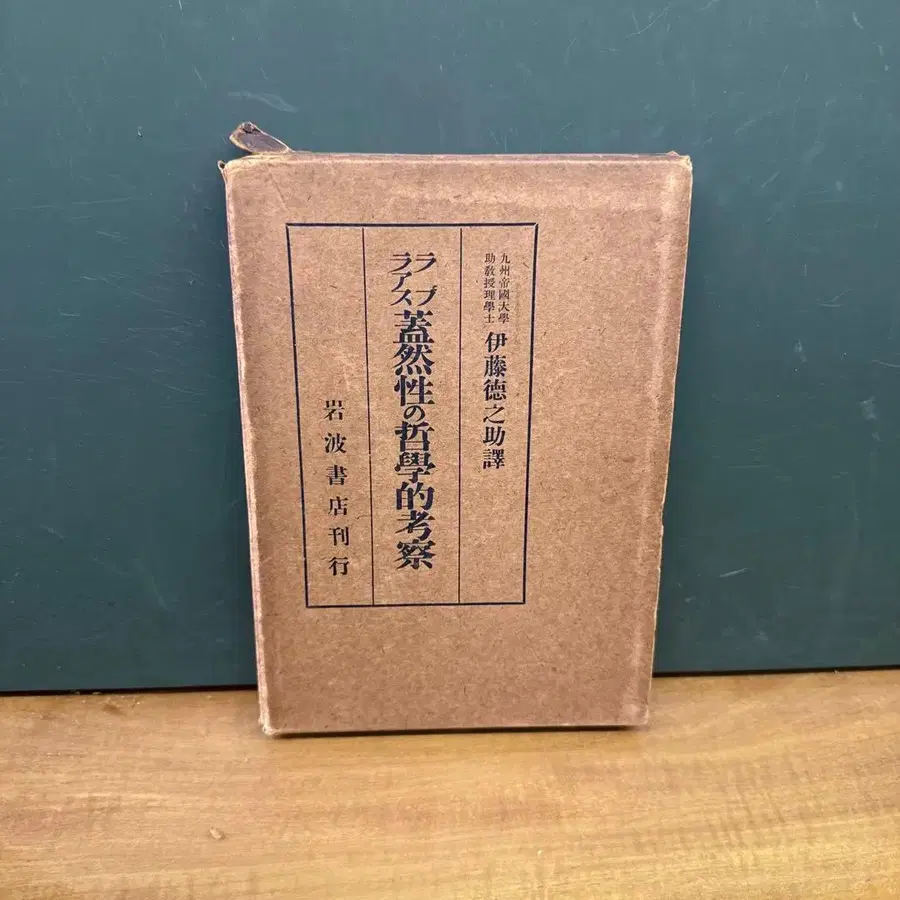 九州帝國大學
助教授理學士
伊藤德之助譯
ラプ
ラアス
蓋然性の哲學的考察
岩波書店刊行